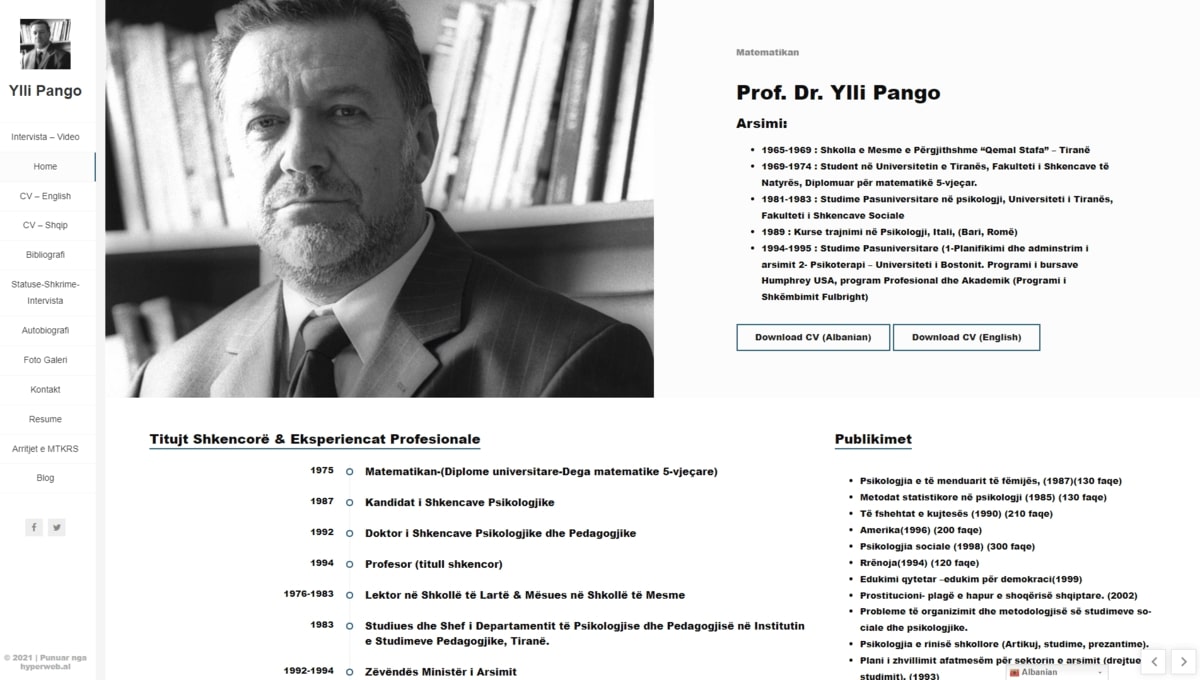 Ylli Pango
Intervista – Video
Home
CV – English
CV – Shqip
Bibliografi
Statuse-Shkrime-
Intervista
Autobiografi
Foto Galeri
Kontakt
Resume
Arritjet e MTKRS
Blog
© 2021 | Punuar nga
hyperweb.al
Matematikan
Prof. Dr. Ylli Pango
Arsimi:
1965-1969 : Shkolla e Mesme e Përgjithshme “Qemal Stafa” – Tiranë
1969-1974 : Student në Universitetin e Tiranës, Fakulteti i Shkencave të
Natyrës, Diplomuar për matematikë 5-vjeçar.
1981-1983 : Studime Pasuniversitare në psikologji, Universiteti i Tiranës,
Fakulteti i Shkencave Sociale
1989 : Kurse trajnimi në Psikologji, Itali, (Bari, Romë)
1994-1995 : Studime Pasuniversitare (1-Planifikimi dhe adminstrim i
arsimit 2- Psikoterapi – Universiteti i Bostonit. Programi i bursave
Humphrey USA, program Profesional dhe Akademik (Programi i
Shkëmbimit Fulbright)
Download CV (Albanian)
Download CV (English)
Titujt Shkencorë & Eksperiencat Profesionale
1975 Matematikan-(Diplome universitare-Dega matematike 5-vjeçare)
1987 Kandidat i Shkencave Psikologjike
1992 Doktor i Shkencave Psikologjike dhe Pedagogjike
1994 Profesor (titull shkencor)
1976-1983 Lektor në Shkollë të Lartë & Mësues në Shkollë të Mesme
1983 Studiues dhe Shef i Departamentit të Psikologjise dhe Pedagogjisë në Institutin
e Studimeve Pedagogjike, Tiranë.
1992-1994 Zëvëndës Ministër i Arsimit
Publikimet
Psikologjia e të menduarit të fëmijës, (1987)(130 faqe)
Metodat statistikore në psikologji (1985) (130 faqe)
Të fshehtat e kujtesës (1990) (210 faqe)
Amerika(1996) (200 faqe)
Psikologjia sociale (1998) (300 faqe)
Rrënoja(1994) (120 faqe)
Edukimi qytetar –edukim për demokraci(1999)
Prostitucioni- plagë e hapur e shoqërisë shqiptare. (2002)
Probleme të organizimit dhe metodologjisë së studimeve so-
ciale dhe psikologjike.
Psikologjia e rinisë shkollore (Artikuj, studime, prezantime).
Plani i zhvillimit afatmesëm për sektorin e arsimit (drejtue
studimit). (1993)
Albanian